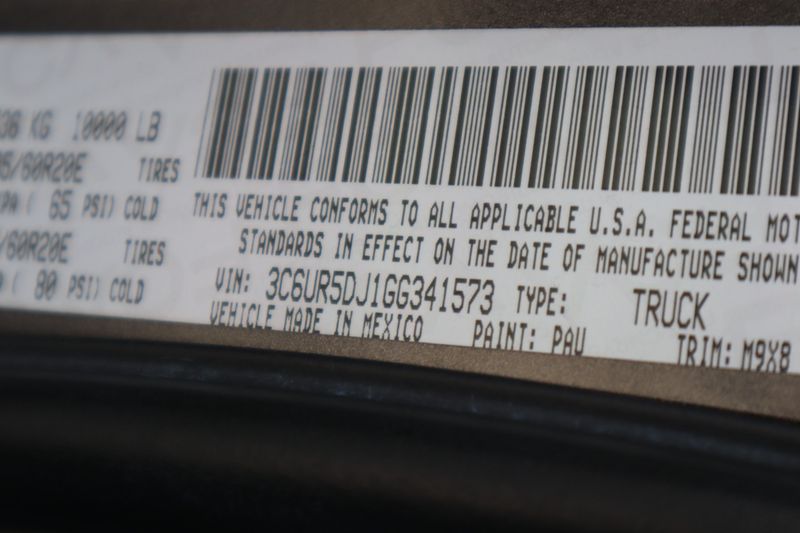 KG 10000 LB
/60R20E TIRES
( 65 PSI) COLD
/60R20E TIRES
( 80 PSI) COLD
THIS VEHICLE CONFORMS TO ALL APPLICABLE U.S.A. FEDERAL MOT
STANDARDS IN EFFECT ON THE DATE OF MANUFACTURE SHOWN
VIN: 3C6UR5DJ1GG341573 TYPE: TRUCK
VEHICLE MADE IN MEXICO PAINT: PAU TRIM: M9X8